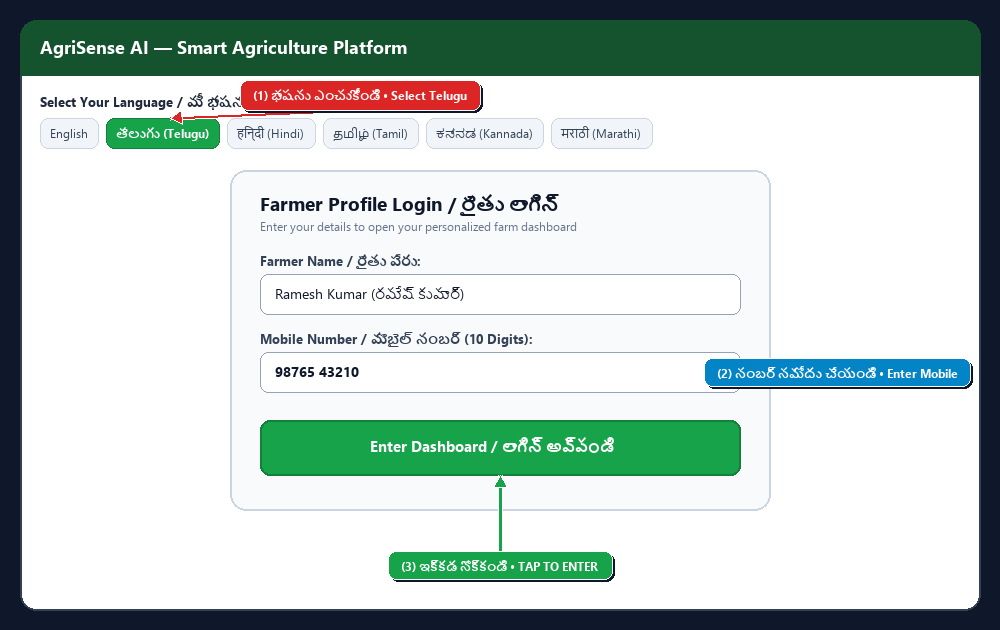 AgriSense AI — Smart Agriculture Platform
Select Your Language / మీ భషన
(1) భషను ఎంచుకోండి • Select Telugu
English
తెలుగు (Telugu)
हिन्दी (Hindi)
தமிழ் (Tamil)
ಕನನಡ (Kannada)
मराठी (Marathi)
Farmer Profile Login / రైతు లాగిన్
Enter your details to open your personalized farm dashboard
Farmer Name / రైతు పేరు:
Ramesh Kumar (రమేష్ కుమార్)
Mobile Number / మొబైల్ నంబర్ (10 Digits):
98765 43210
(2) నంబర్ నమోదు చేయండి • Enter Mobile
Enter Dashboard / లాగిన్ అవ్వండి
(3) ఇక్కడ నొక్కండి • TAP TO ENTER